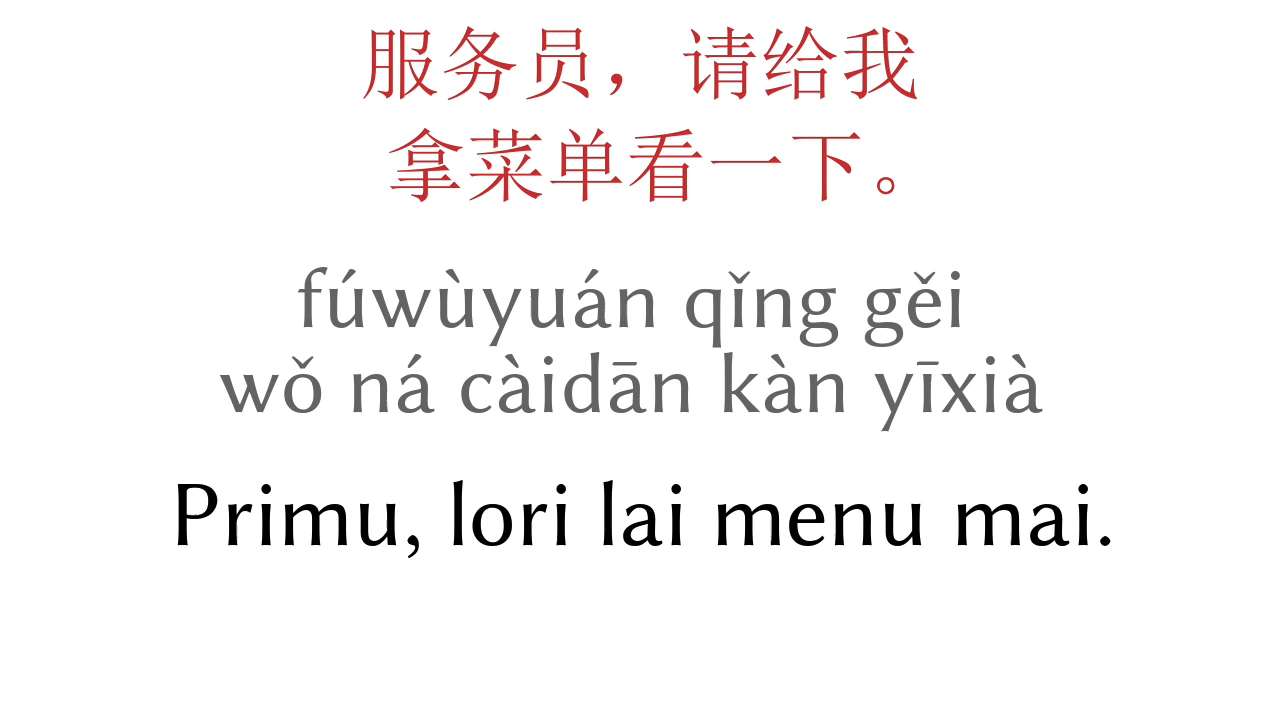 服务员，请给我
拿菜单看一下。
fúwùyuán qǐng gěi
wǒ ná càidān kàn yīxià
Primu, lori lai menu mai.